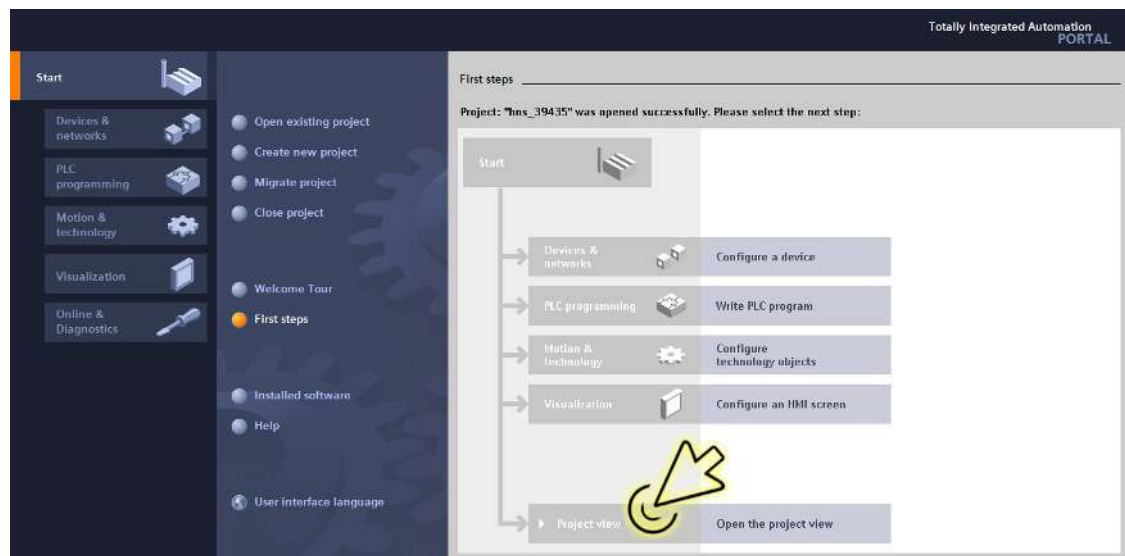 Totally Integrated Automation
PORTAL
Start
Devices &
networks
PLC
programming
Motion &
technology
Visualization
Online &
Diagnostics
Open existing project
Create new project
Migrate project
Close project
Welcome Tour
First steps
Installed software
Help
User interface language
First steps
Project: "hns_39435" was opened successfully. Please select the next step:
Start
Devices &
networks
Configure a device
PLC programming
Write PLC program
Motion &
technology
Configure
technology objects
Visualization
Configure an HMI screen
Project view
Open the project view